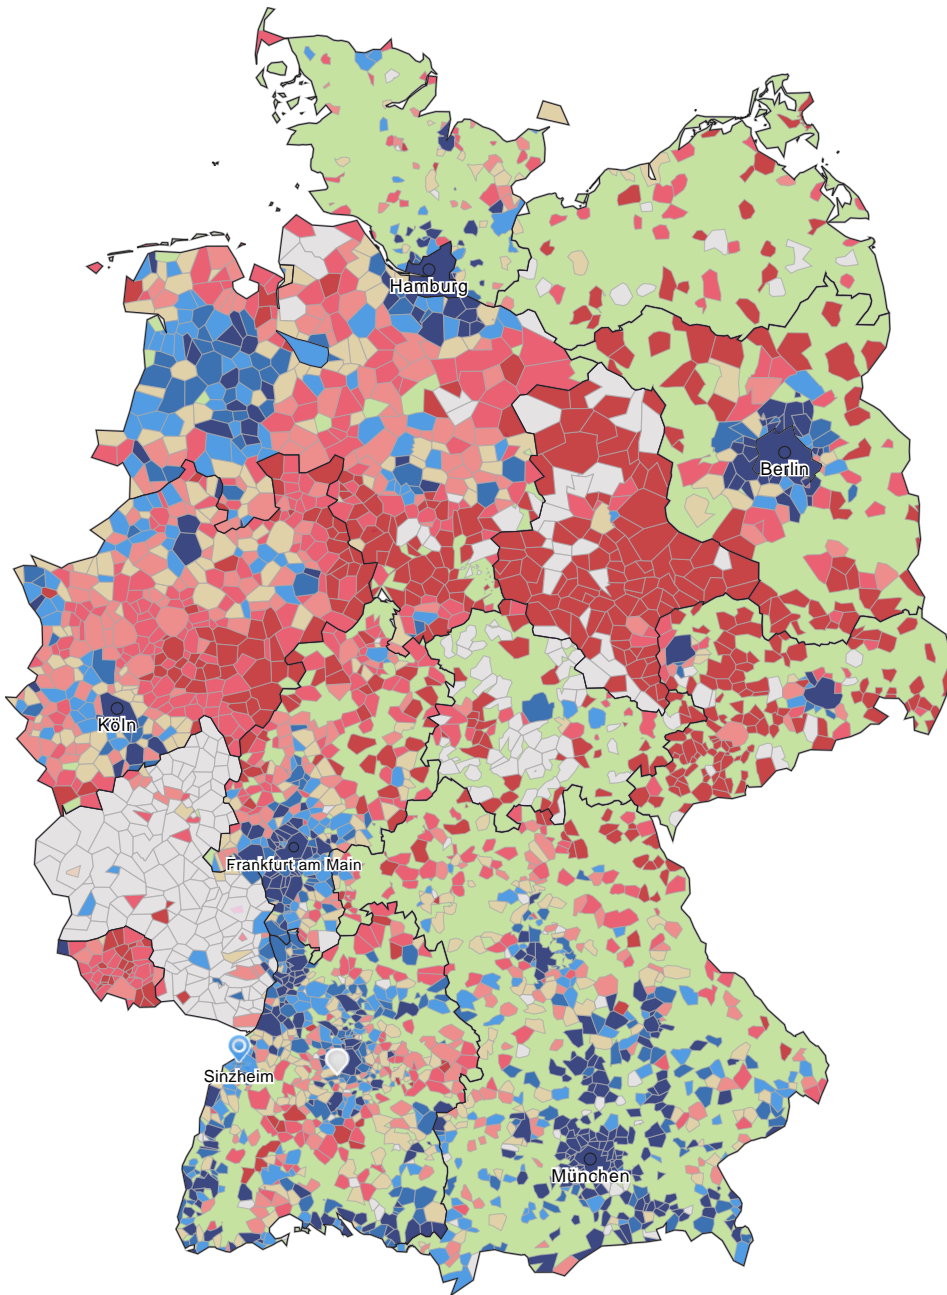 Hamburg
Berlin
Köln
Frankfurt am Main
Sinzheim
München